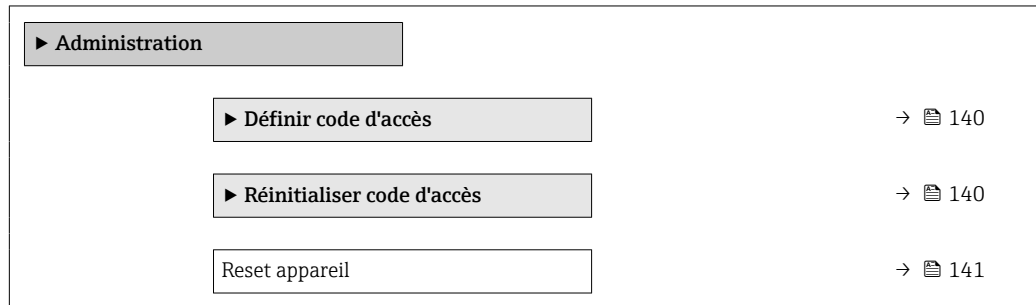 ▶ Administration
▶ Définir code d'accès → 140
▶ Réinitialiser code d'accès → 140
Reset appareil → 141